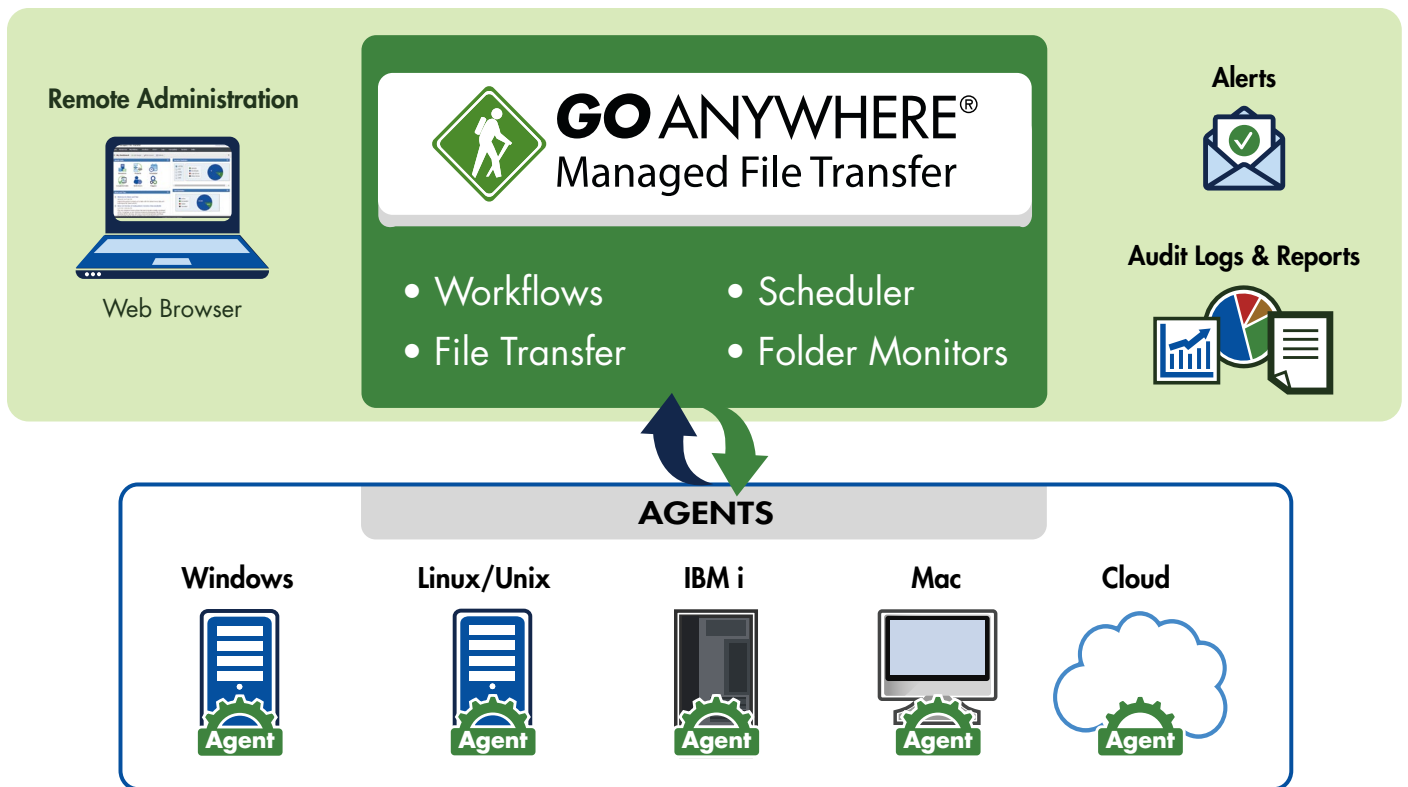 Remote Administration
Web Browser
GO ANYWHERE®
Managed File Transfer
• Workflows
• File Transfer
• Scheduler
• Folder Monitors
Alerts
Audit Logs & Reports
AGENTS
Windows
Linux/Unix
IBM i
Mac
Cloud
Agent
Agent
Agent
Agent
Agent